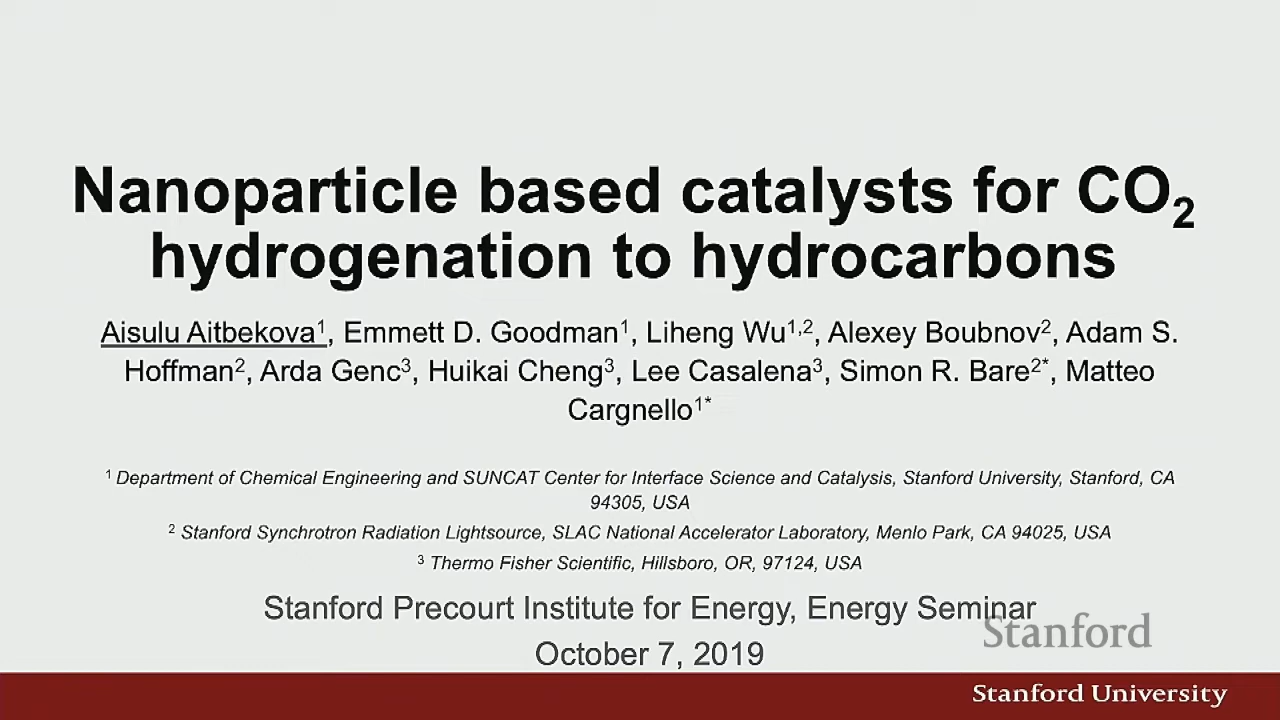 Nanoparticle based catalysts for CO₂
hydrogenation to hydrocarbons
Aisulu Aitbekova¹, Emmett D. Goodman¹, Liheng Wu¹,², Alexey Boubnov², Adam S.
Hoffman², Arda Genc³, Huikai Cheng³, Lee Casalena³, Simon R. Bare²*, Matteo
Cargnello¹*
¹ Department of Chemical Engineering and SUNCAT Center for Interface Science and Catalysis, Stanford University, Stanford, CA
94305, USA
² Stanford Synchrotron Radiation Lightsource, SLAC National Accelerator Laboratory, Menlo Park, CA 94025, USA
³ Thermo Fisher Scientific, Hillsboro, OR, 97124, USA
Stanford Precourt Institute for Energy, Energy Seminar
Stanford
October 7, 2019
Stanford University